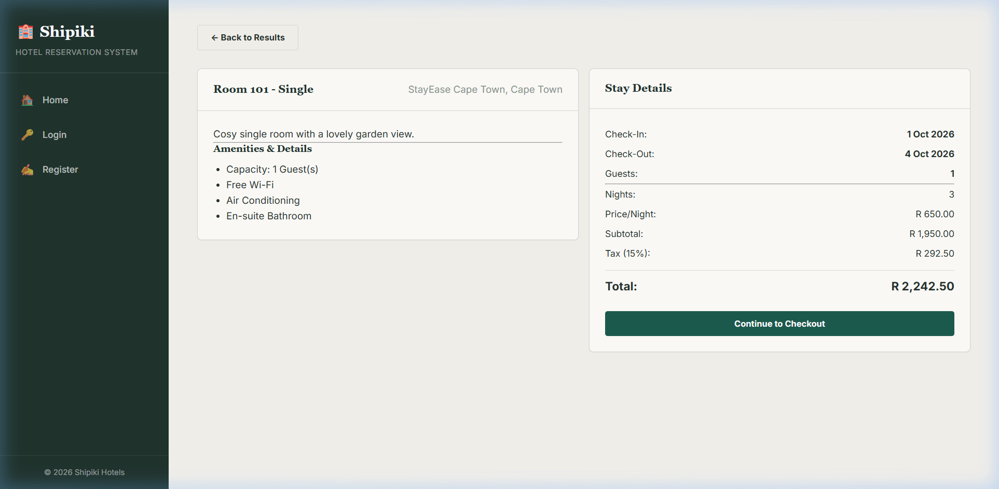 Shipiki
HOTEL RESERVATION SYSTEM
Home
Login
Register
© 2026 Shipiki Hotels
← Back to Results
Room 101 - Single
StayEase Cape Town, Cape Town
Cosy single room with a lovely garden view.
Amenities & Details
• Capacity: 1 Guest(s)
• Free Wi-Fi
• Air Conditioning
• En-suite Bathroom
Stay Details
Check-In: 1 Oct 2026
Check-Out: 4 Oct 2026
Guests: 1
Nights: 3
Price/Night: R 650.00
Subtotal: R 1,950.00
Tax (15%): R 292.50
Total: R 2,242.50
Continue to Checkout